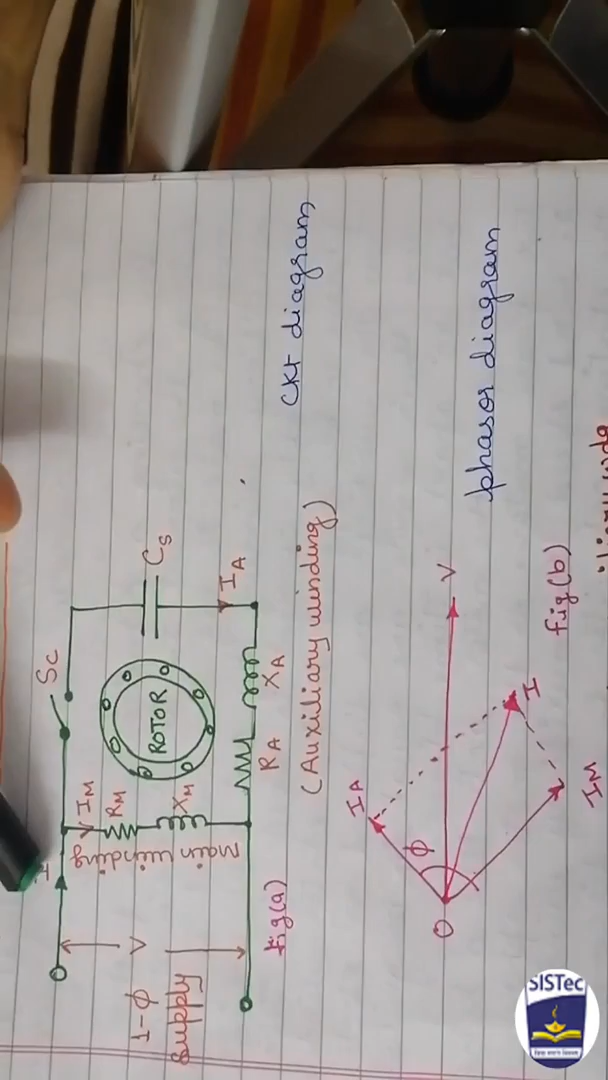 I
Sc
1-ϕ
supply
V
IM
RM
XM
Main winding
ROTOR
Cs
IA
RA XA
(Auxiliary winding)
fig(a)
Ckt diagram
IA
ϕ
O
V
I
IM
phasor diagram
fig(b)
SISTec